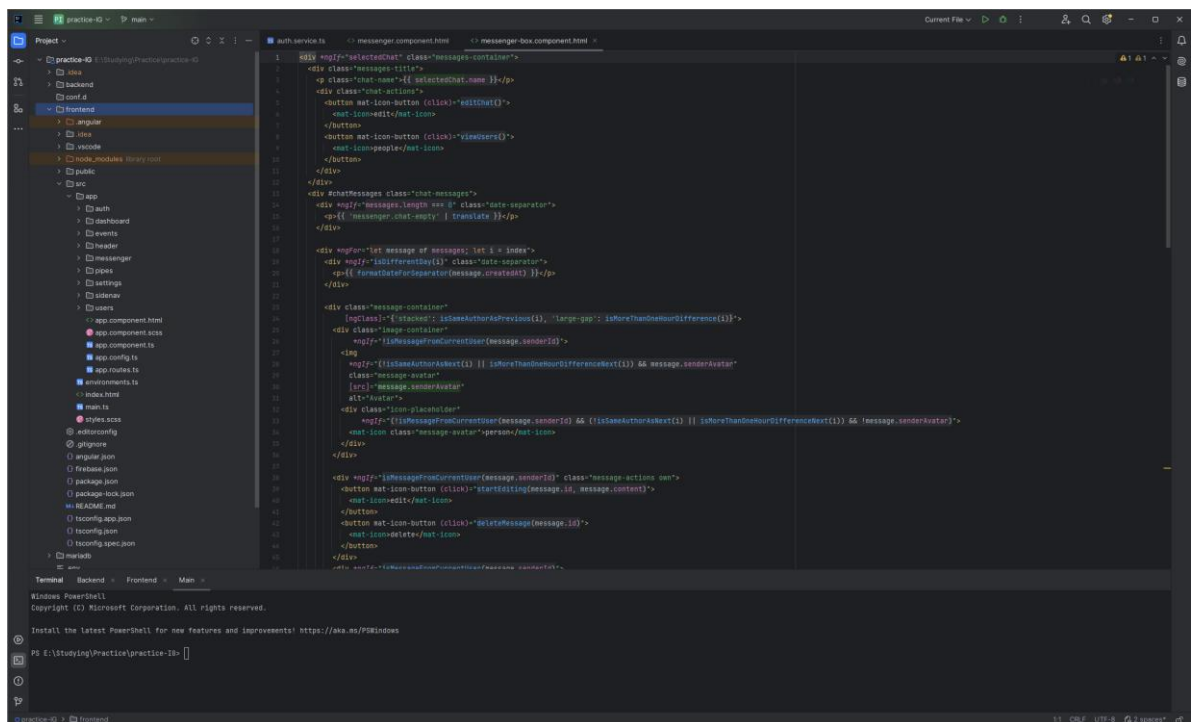 PI practice-IG main Current File
Project
practice-IG E:\Studying\Practice\practice-IG
.idea
backend
conf.d
frontend
.angular
.idea
.vscode
node_modules library root
public
src
app
auth
dashboard
events
header
messenger
pipes
settings
sidenav
users
app.component.html
app.component.scss
app.component.ts
app.config.ts
app.routes.ts
environments.ts
index.html
main.ts
styles.scss
.editorconfig
.gitignore
angular.json
firebase.json
package.json
package-lock.json
README.md
tsconfig.app.json
tsconfig.json
tsconfig.spec.json
mariadb
.env
auth.service.ts messenger.component.html messenger-box.component.html
1 <div *ngIf="selectedChat" class="messages-container">
<div class="messages-title">
<p class="chat-name">{{ selectedChat.name }}</p>
<div class="chat-actions">
<button mat-icon-button (click)="editChat()">
<mat-icon>edit</mat-icon>
</button>
<button mat-icon-button (click)="viewUsers()">
<mat-icon>people</mat-icon>
</button>
</div>
</div>
<div #chatMessages class="chat-messages">
<div *ngIf="messages.length === 0" class="date-separator">
<p>{{ 'messenger.chat-empty' | translate }}</p>
</div>
<div *ngFor="let message of messages; let i = index">
<div *ngIf="isDifferentDay(i)" class="date-separator">
<p>{{ formatDateForSeparator(message.createdAt) }}</p>
</div>
<div class="message-container"
[ngClass]="{'stacked': isSameAuthorAsPrevious(i), 'large-gap': isMoreThanOneHourDifference(i)}">
<div class="image-container"
*ngIf="!isMessageFromCurrentUser(message.senderId)">
<img
*ngIf="(!isSameAuthorAsNext(i) || isMoreThanOneHourDifferenceNext(i)) && message.senderAvatar"
class="message-avatar"
[src]="message.senderAvatar"
alt="Avatar">
<div class="icon-placeholder"
*ngIf="(!isMessageFromCurrentUser(message.senderId) && (!isSameAuthorAsNext(i) || isMoreThanOneHourDifferenceNext(i)) && !message.senderAvatar)">
<mat-icon class="message-avatar">person</mat-icon>
</div>
</div>
<div *ngIf="isMessageFromCurrentUser(message.senderId)" class="message-actions own">
<button mat-icon-button (click)="startEditing(message.id, message.content)">
<mat-icon>edit</mat-icon>
</button>
<button mat-icon-button (click)="deleteMessage(message.id)">
<mat-icon>delete</mat-icon>
</button>
</div>
<div *ngIf="isMessageFromCurrentUser(message.senderId)"
1 1
Terminal Backend Frontend Main
Windows PowerShell
Copyright (C) Microsoft Corporation. All rights reserved.
Install the latest PowerShell for new features and improvements! https://aka.ms/PSWindows
PS E:\Studying\Practice\practice-IG>
practice-IG > frontend 1:1 CRLF UTF-8 2 spaces*